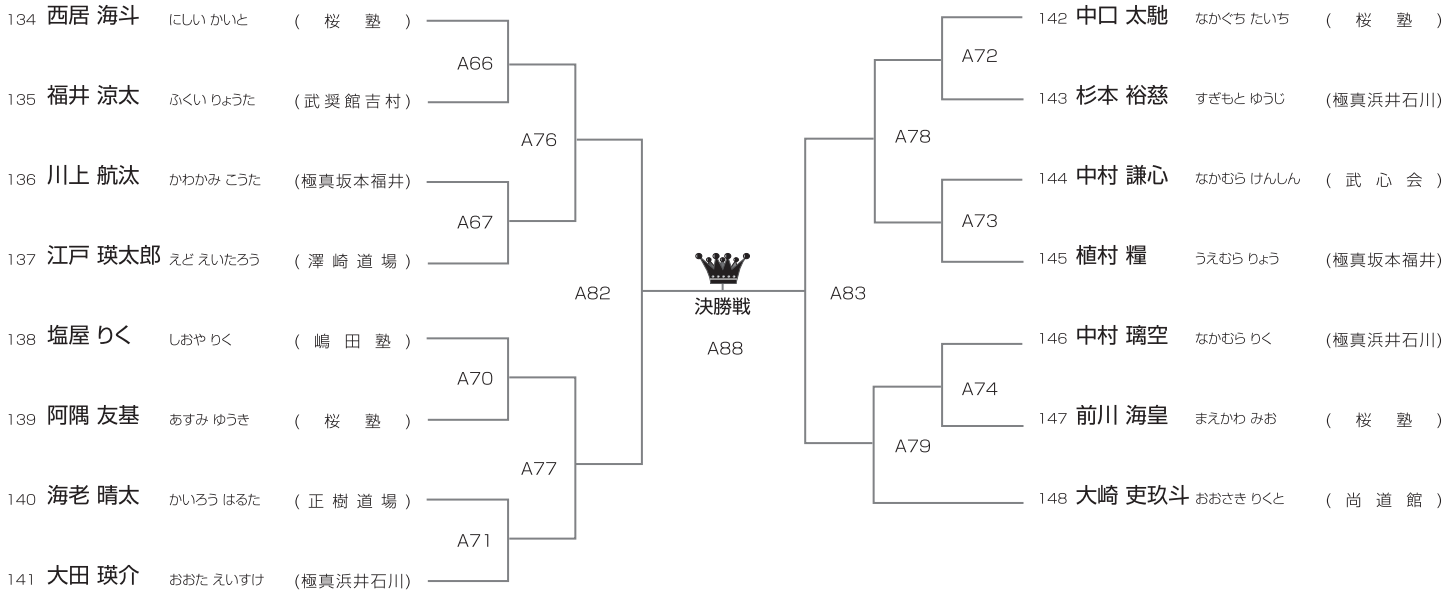 134 西居 海斗 にしい かいと ( 桜 塾 )
A66
135 福井 涼太 ふくい りょうた (武奨館吉村)
A76
136 川上 航汰 かわかみ こうた (極真坂本福井)
A67
137 江戸 瑛太郎 えど えいたろう ( 澤崎道場 )
A82
138 塩屋 りく しおや りく ( 嶋 田 塾 )
A70
139 阿隅 友基 あすみ ゆうき ( 桜 塾 )
A77
140 海老 晴太 かいろう はるた ( 正樹道場 )
A71
141 大田 瑛介 おおた えいすけ (極真浜井石川)
決勝戦
A88
142 中口 太馳 なかぐち たいち ( 桜 塾 )
A72
143 杉本 裕慈 すぎもと ゆうじ (極真浜井石川)
A78
144 中村 謙心 なかむら けんしん ( 武 心 会 )
A73
145 植村 糧 うえむら りょう (極真坂本福井)
A83
146 中村 璃空 なかむら りく (極真浜井石川)
A74
147 前川 海皇 まえかわ みお ( 桜 塾 )
A79
148 大崎 吏玖斗 おおさき りくと ( 尚 道 館 )